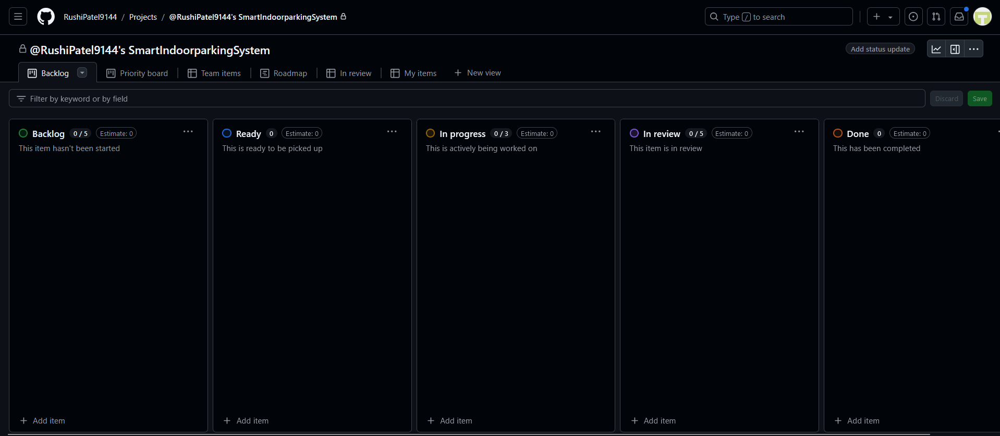 RushiPatel9144 / Projects / @RushiPatel9144's SmartIndoorparkingSystem
Type / to search
@RushiPatel9144's SmartIndoorparkingSystem
Add status update
Backlog
Priority board
Team items
Roadmap
In review
My items
New view
Filter by keyword or by field
Discard
Save
Backlog 0 / 5 Estimate: 0
This item hasn't been started
Add item
Ready 0 Estimate: 0
This is ready to be picked up
Add item
In progress 0 / 3 Estimate: 0
This is actively being worked on
Add item
In review 0 / 5 Estimate: 0
This item is in review
Add item
Done 0 Estimate: 0
This has been completed
Add item